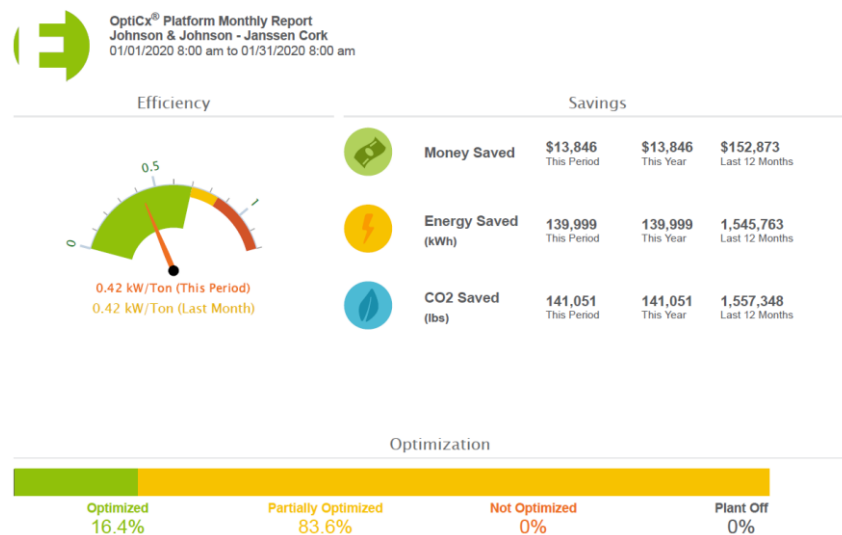 OptiCx® Platform Monthly Report
Johnson & Johnson - Janssen Cork
01/01/2020 8:00 am to 01/31/2020 8:00 am
Efficiency
Savings
0
0.5
1
0.42 kW/Ton (This Period)
0.42 kW/Ton (Last Month)
Money Saved
$13,846 $13,846 $152,873
This Period This Year Last 12 Months
Energy Saved
(kWh)
139,999 139,999 1,545,763
This Period This Year Last 12 Months
CO2 Saved
(lbs)
141,051 141,051 1,557,348
This Period This Year Last 12 Months
Optimization
Optimized Partially Optimized Not Optimized Plant Off
16.4% 83.6% 0% 0%